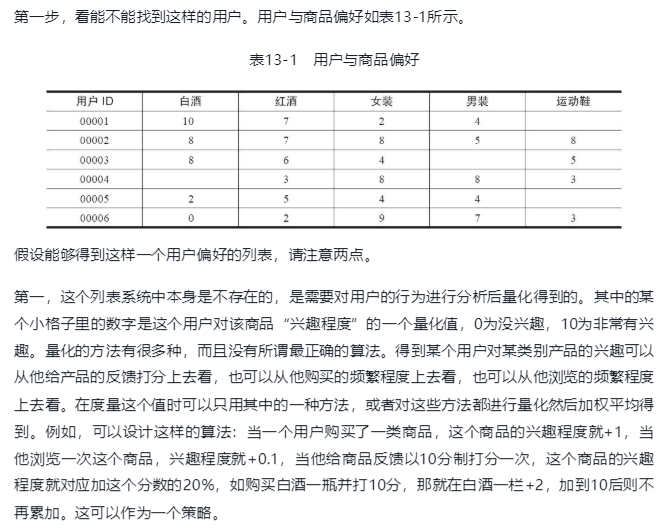 第一步，看能不能找到这样的用户。用户与商品偏好如表13-1所示。
表13-1 用户与商品偏好
用户 ID 白酒 红酒 女装 男装 运动鞋
00001 10 7 2 4
00002 8 7 8 5 8
00003 8 6 4 5
00004 3 8 8 3
00005 2 5 4 4
00006 0 2 9 7 3
假设能够得到这样一个用户偏好的列表，请注意两点。
第一，这个列表系统中本身是不存在的，是需要对用户的行为进行分析后量化得到的。其中的某
个小格子里的数字是这个用户对该商品“兴趣程度”的一个量化值，0为没兴趣，10为非常有兴
趣。量化的方法有很多种，而且没有所谓最正确的算法。得到某个用户对某类别产品的兴趣可以
从他给产品的反馈打分上去看，也可以从他购买的频繁程度上去看，也可以从他浏览的频繁程度
上去看。在度量这个值时可以只用其中的一种方法，或者对这些方法都进行量化然后加权平均得
到。例如，可以设计这样的算法：当一个用户购买了一类商品，这个商品的兴趣程度就+1，当
他浏览一次这个商品，兴趣程度就+0.1，当他给商品反馈以10分制打分一次，这个商品的兴趣
程度就对应加这个分数的20%，如购买白酒一瓶并打10分，那就在白酒一栏+2，加到10后则不
再累加。这可以作为一个策略。